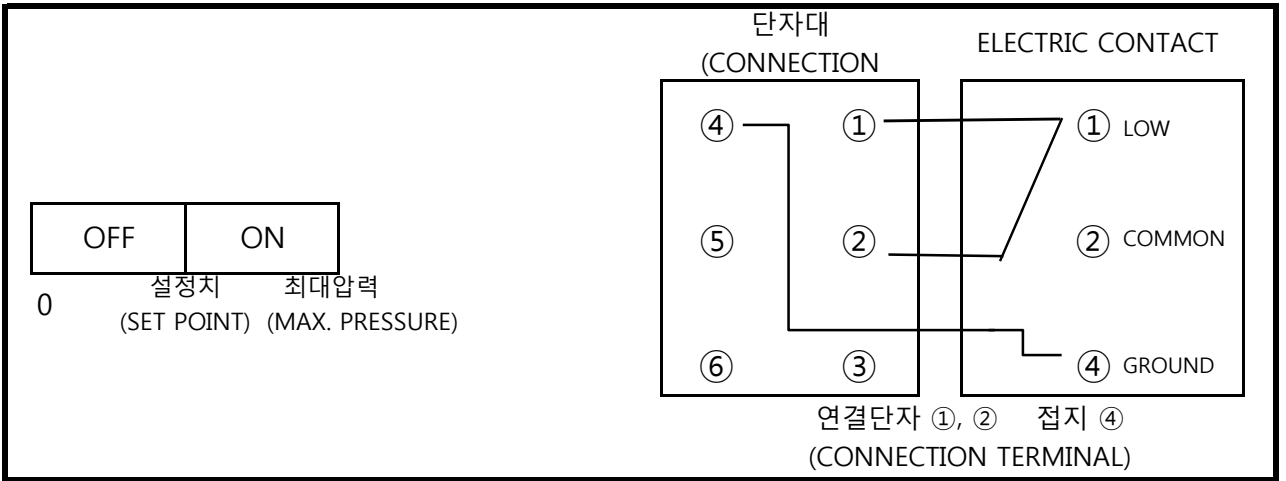 단자대
(CONNECTION
ELECTRIC CONTACT
④ ① ① LOW
⑤ ② ② COMMON
⑥ ③ ④ GROUND
OFF ON
0 설정치 최대압력
(SET POINT) (MAX. PRESSURE)
연결단자 ①, ② 접지 ④
(CONNECTION TERMINAL)